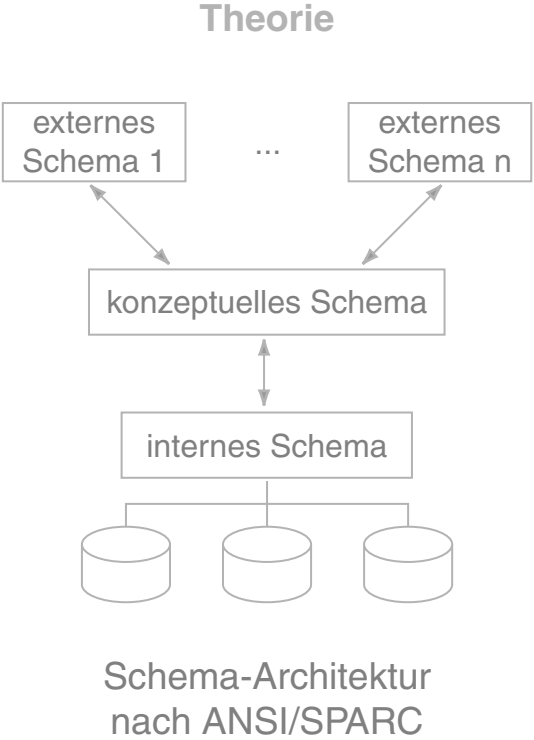 Theorie
externes
Schema 1
...
externes
Schema n
konzeptuelles Schema
internes Schema
Schema-Architektur
nach ANSI/SPARC